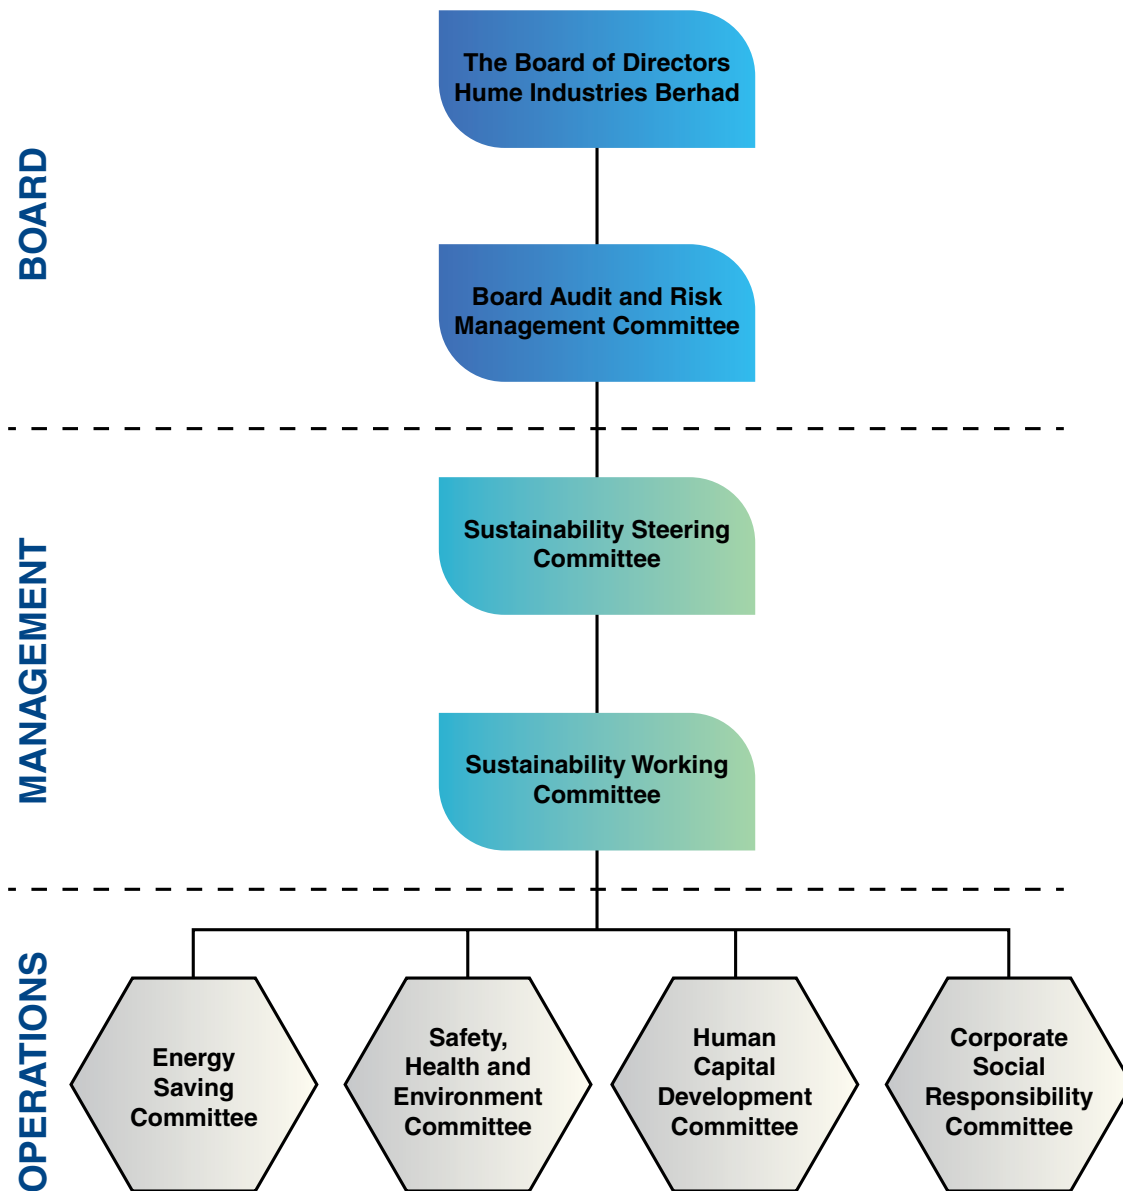 BOARD
The Board of Directors
Hume Industries Berhad
Board Audit and Risk
Management Committee
MANAGEMENT
Sustainability Steering
Committee
Sustainability Working
Committee
OPERATIONS
Energy
Saving
Committee
Safety,
Health and
Environment
Committee
Human
Capital
Development
Committee
Corporate
Social
Responsibility
Committee